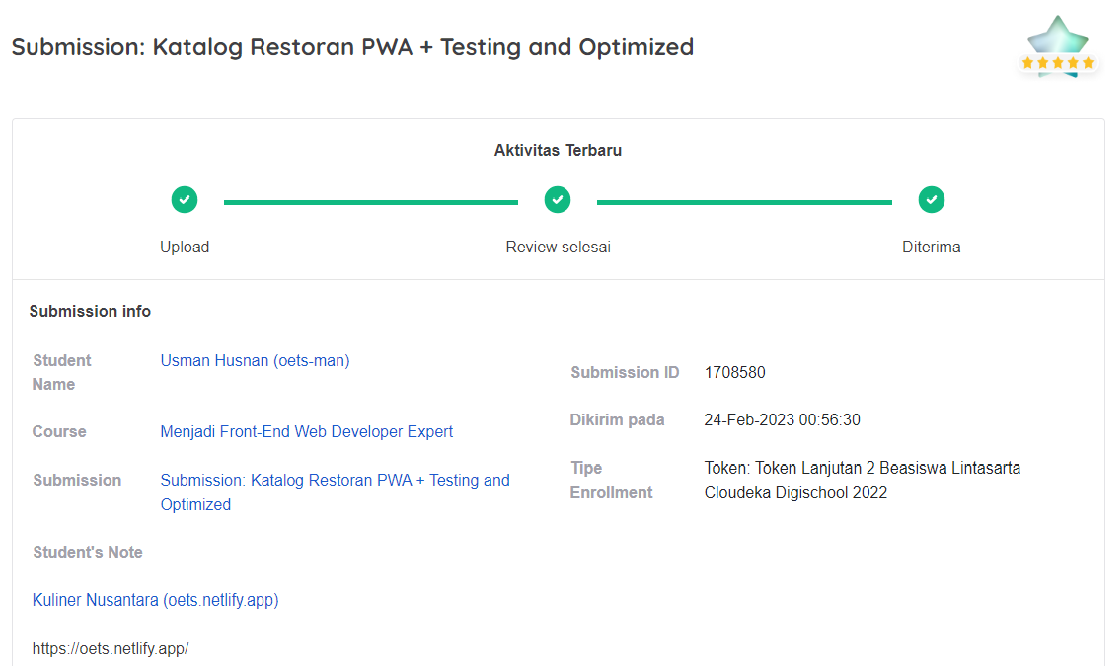 Submission: Katalog Restoran PWA + Testing and Optimized
Aktivitas Terbaru
Upload
Review selesai
Diterima
Submission info
Student
Name
Usman Husnan (oets-man)
Course
Menjadi Front-End Web Developer Expert
Submission
Submission: Katalog Restoran PWA + Testing and
Optimized
Submission ID
1708580
Dikirim pada
24-Feb-2023 00:56:30
Tipe
Enrollment
Token: Token Lanjutan 2 Beasiswa Lintasarta
Cloudeka Digischool 2022
Student's Note
Kuliner Nusantara (oets.netlify.app)
https://oets.netlify.app/